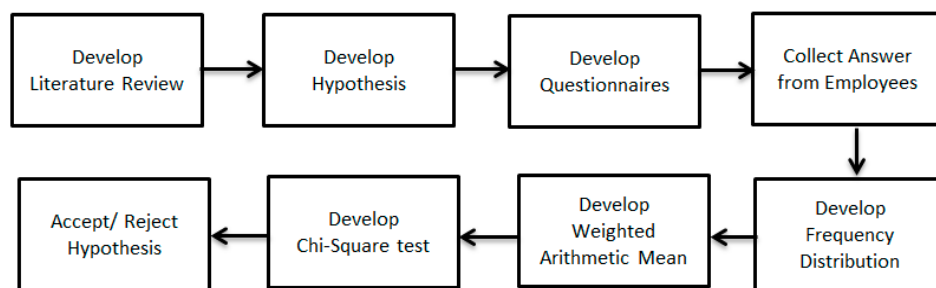 Develop
Literature Review
Develop
Hypothesis
Develop
Questionnaires
Collect Answer
from Employees
Develop
Frequency
Distribution
Develop
Weighted
Arithmetic Mean
Develop
Chi-Square test
Accept/ Reject
Hypothesis